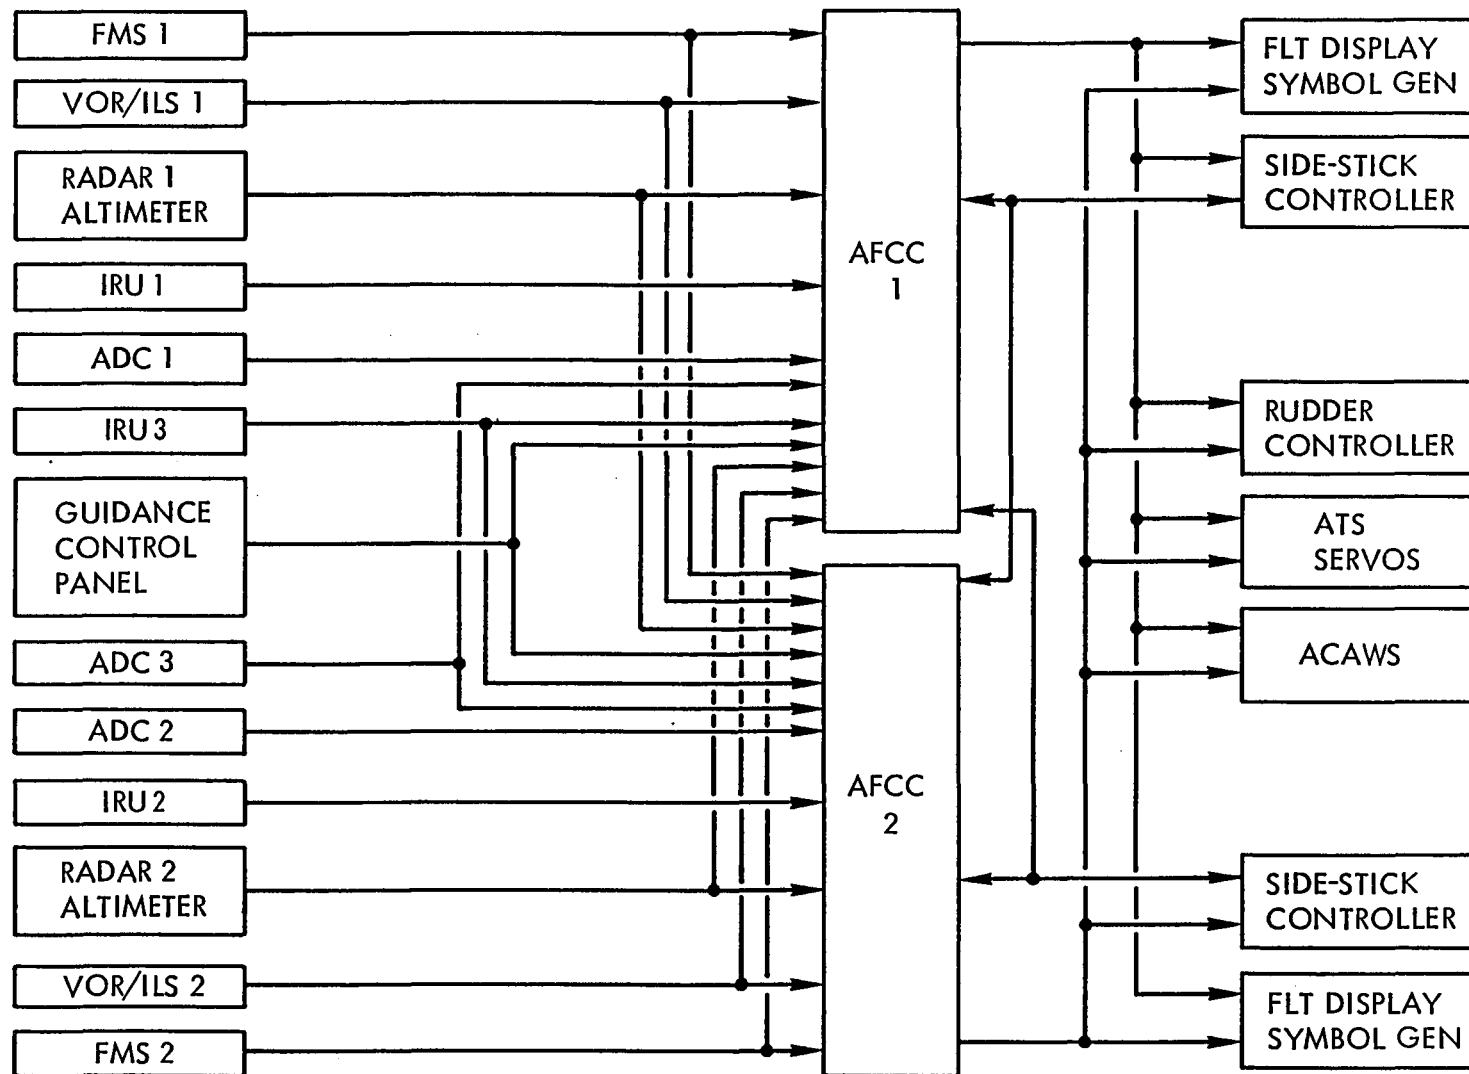 FMS 1
VOR/ILS 1
RADAR 1
ALTIMETER
IRU 1
ADC 1
IRU 3
GUIDANCE
CONTROL
PANEL
ADC 3
ADC 2
IRU 2
RADAR 2
ALTIMETER
VOR/ILS 2
FMS 2
AFCC
1
AFCC
2
FLT DISPLAY
SYMBOL GEN
SIDE-STICK
CONTROLLER
RUDDER
CONTROLLER
ATS
SERVOS
ACAWS
SIDE-STICK
CONTROLLER
FLT DISPLAY
SYMBOL GEN